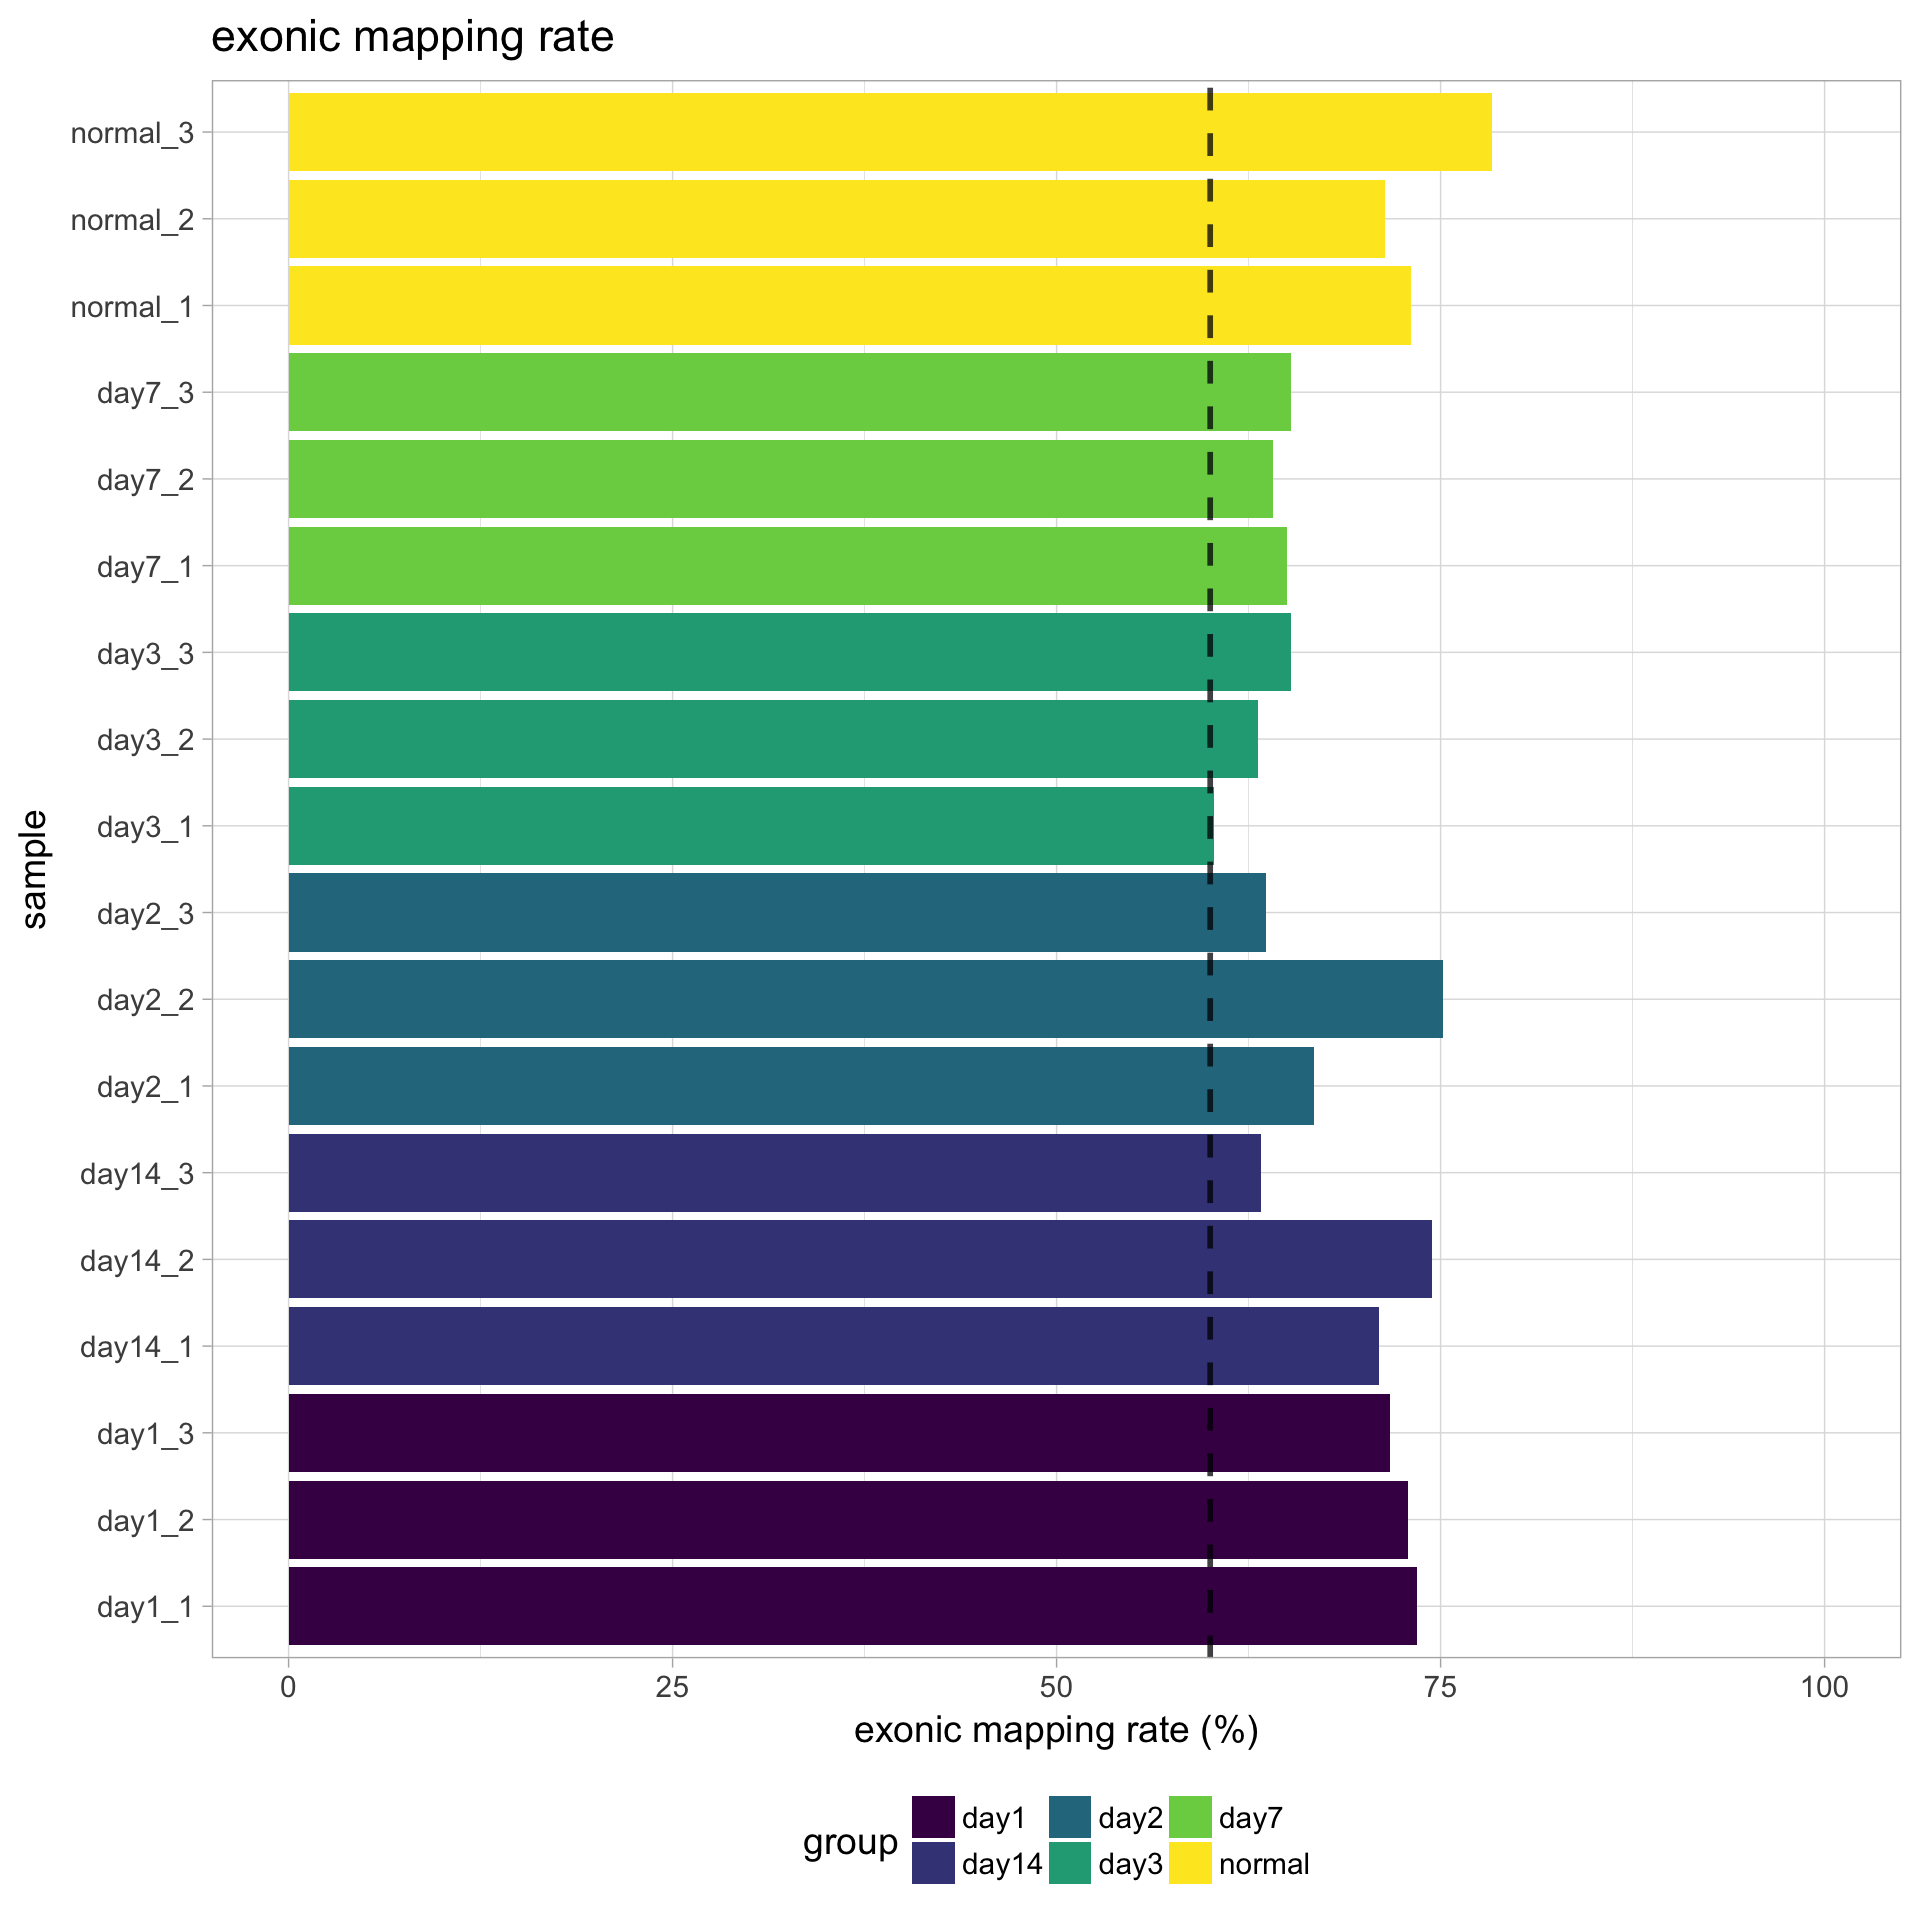 exonic mapping rate
normal_3
normal_2
normal_1
day7_3
day7_2
day7_1
day3_3
day3_2
day3_1
day2_3
day2_2
day2_1
day14_3
day14_2
day14_1
day1_3
day1_2
day1_1
sample
0 25 50 75 100
exonic mapping rate (%)
group
day1 day2 day7
day14 day3 normal